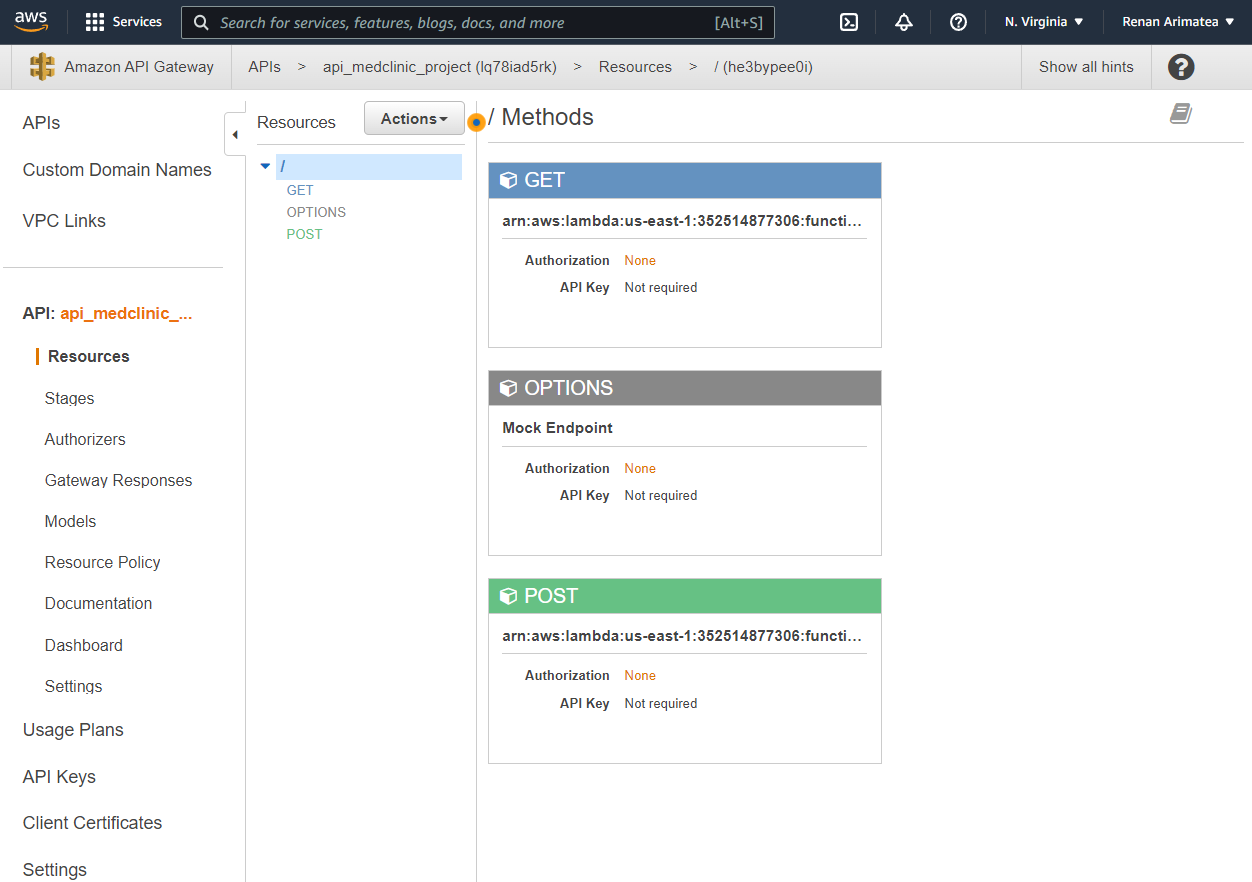 aws Services Search for services, features, blogs, docs, and more [Alt+S] N. Virginia Renan Arimatea
Amazon API Gateway APIs > api_medclinic_project (lq78iad5rk) > Resources > / (he3bypee0i) Show all hints
APIs
Custom Domain Names
VPC Links
API: api_medclinic_...
Resources
Stages
Authorizers
Gateway Responses
Models
Resource Policy
Documentation
Dashboard
Settings
Usage Plans
API Keys
Client Certificates
Settings
Resources Actions
/
GET
OPTIONS
POST
/ Methods
GET
arn:aws:lambda:us-east-1:352514877306:functi...
Authorization None
API Key Not required
OPTIONS
Mock Endpoint
Authorization None
API Key Not required
POST
arn:aws:lambda:us-east-1:352514877306:functi...
Authorization None
API Key Not required